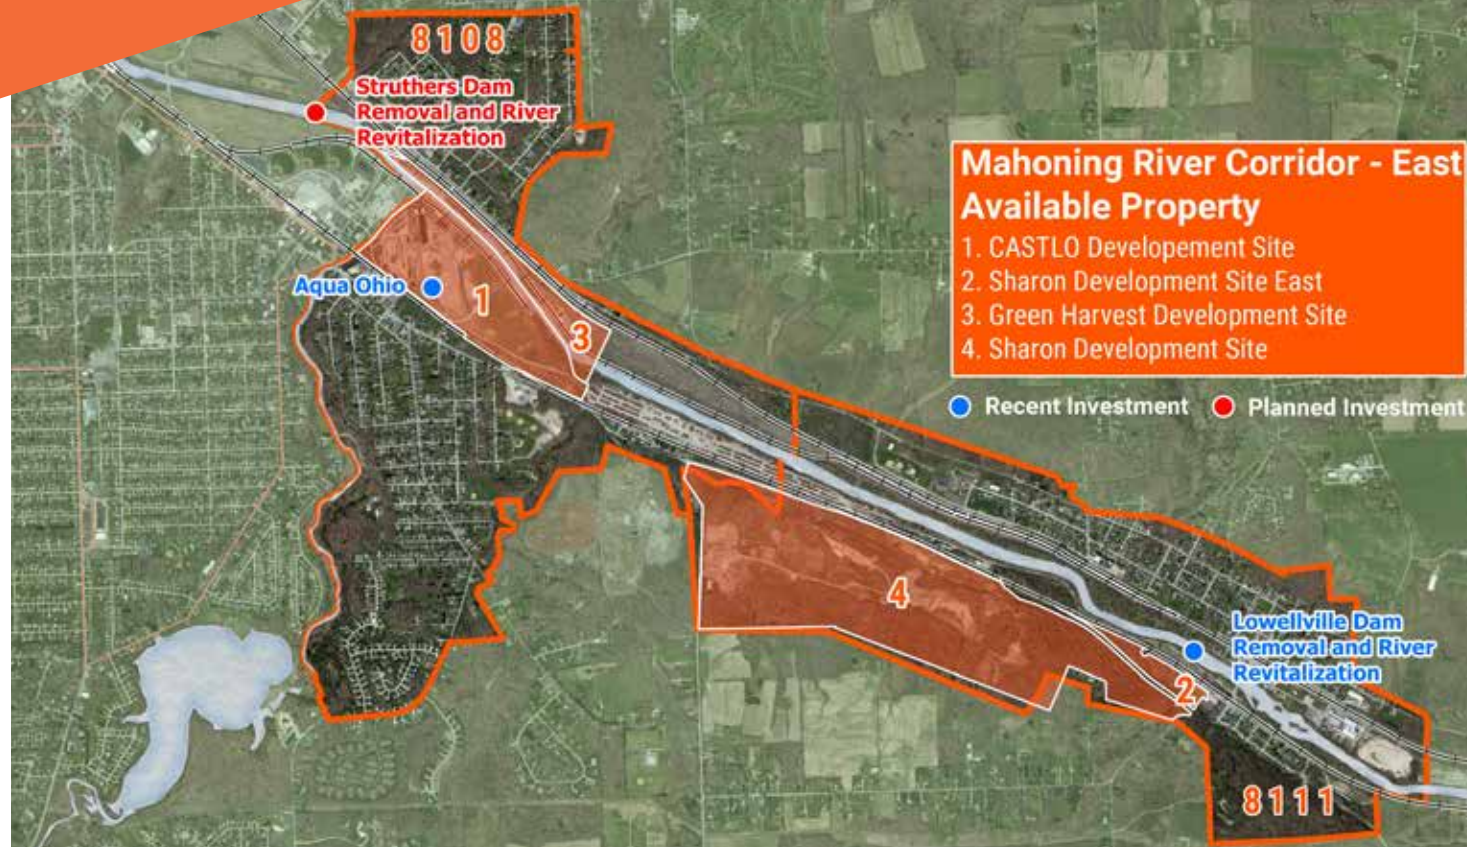 8108
Struthers Dam
Removal and River
Revitalization
Mahoning River Corridor - East
Available Property
1. CASTLO Developement Site
2. Sharon Development Site East
3. Green Harvest Development Site
4. Sharon Development Site
Recent Investment
Planned Investment
Aqua Ohio
1
3
4
Lowellville Dam
Removal and River
Revitalization
2
8111